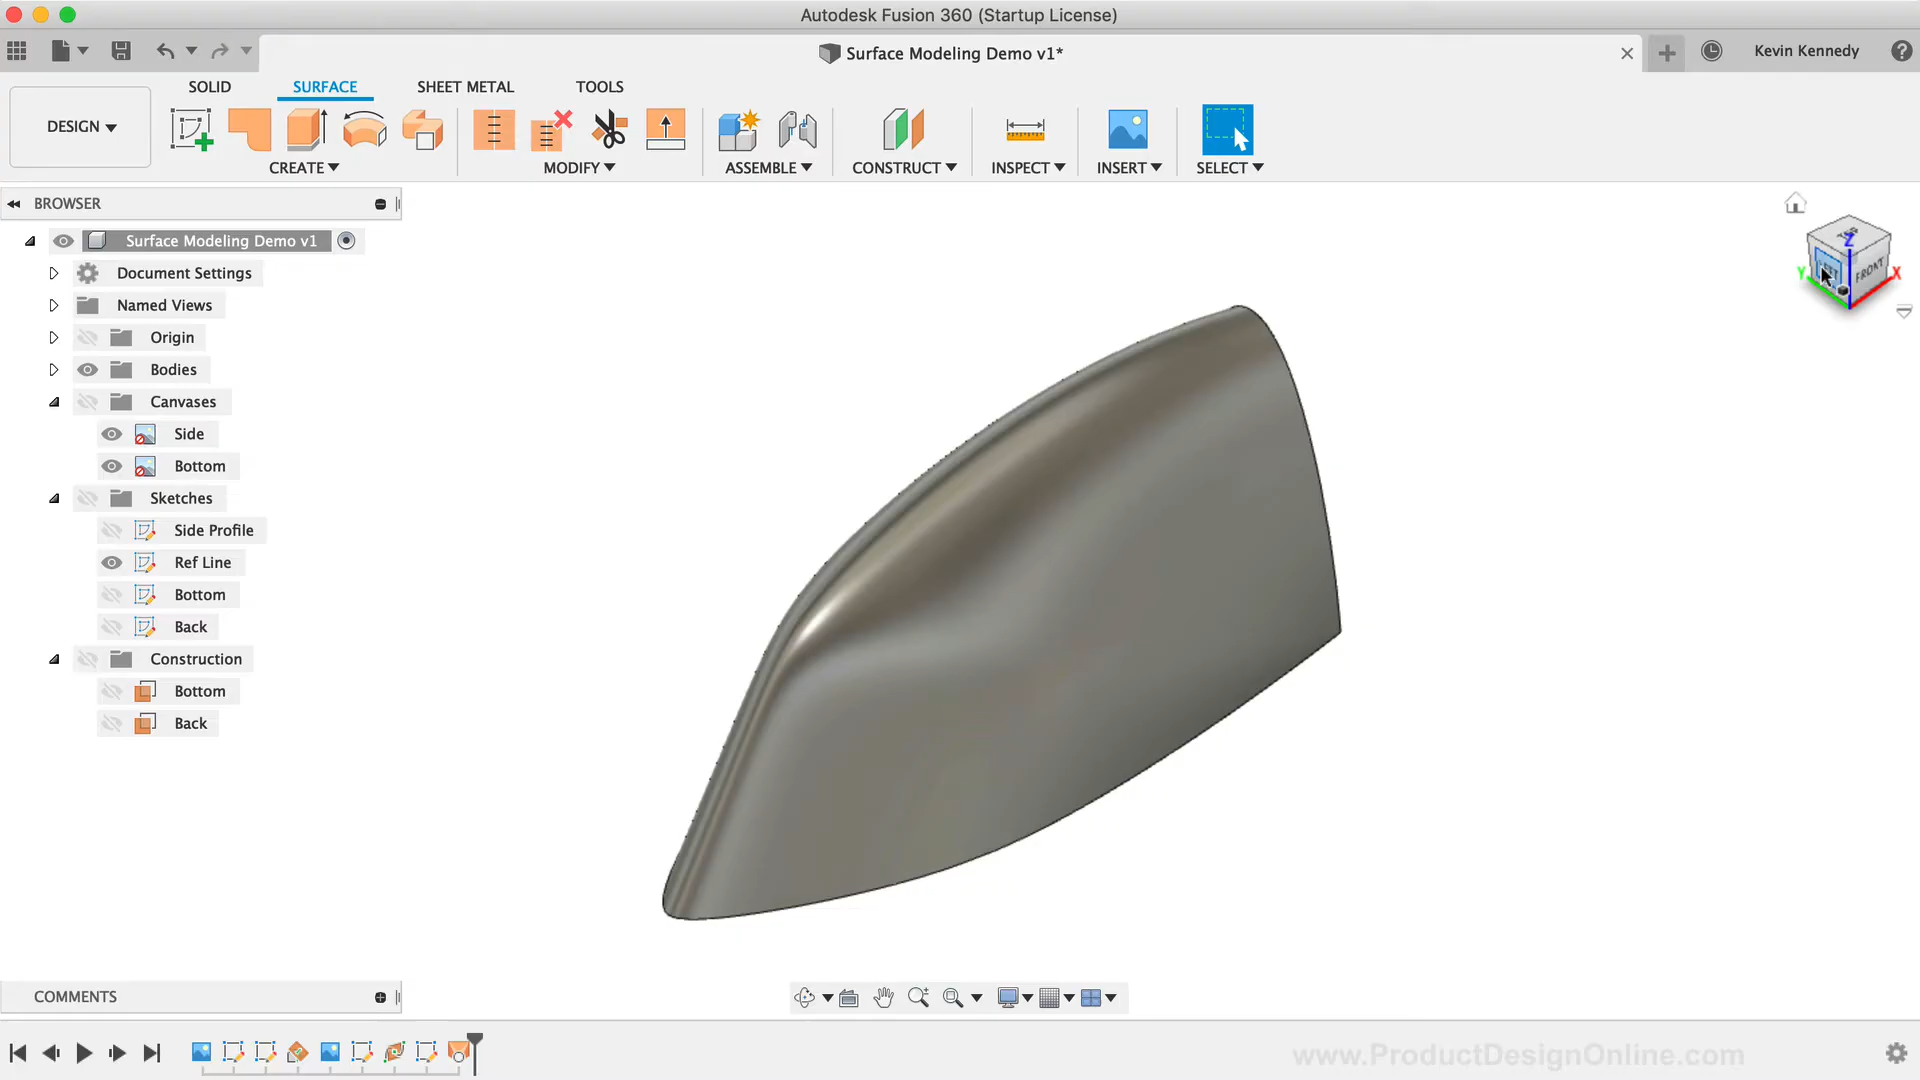 Autodesk Fusion 360 (Startup License)
Surface Modeling Demo v1*
Kevin Kennedy
SOLID
SURFACE
SHEET METAL
TOOLS
DESIGN
CREATE
MODIFY
ASSEMBLE
CONSTRUCT
INSPECT
INSERT
SELECT
BROWSER
Surface Modeling Demo v1
Document Settings
Named Views
Origin
Bodies
Canvases
Side
Bottom
Sketches
Side Profile
Ref Line
Bottom
Back
Construction
Bottom
Back
TOP
Z
FRONT
Y
X
COMMENTS
www.ProductDesignOnline.com